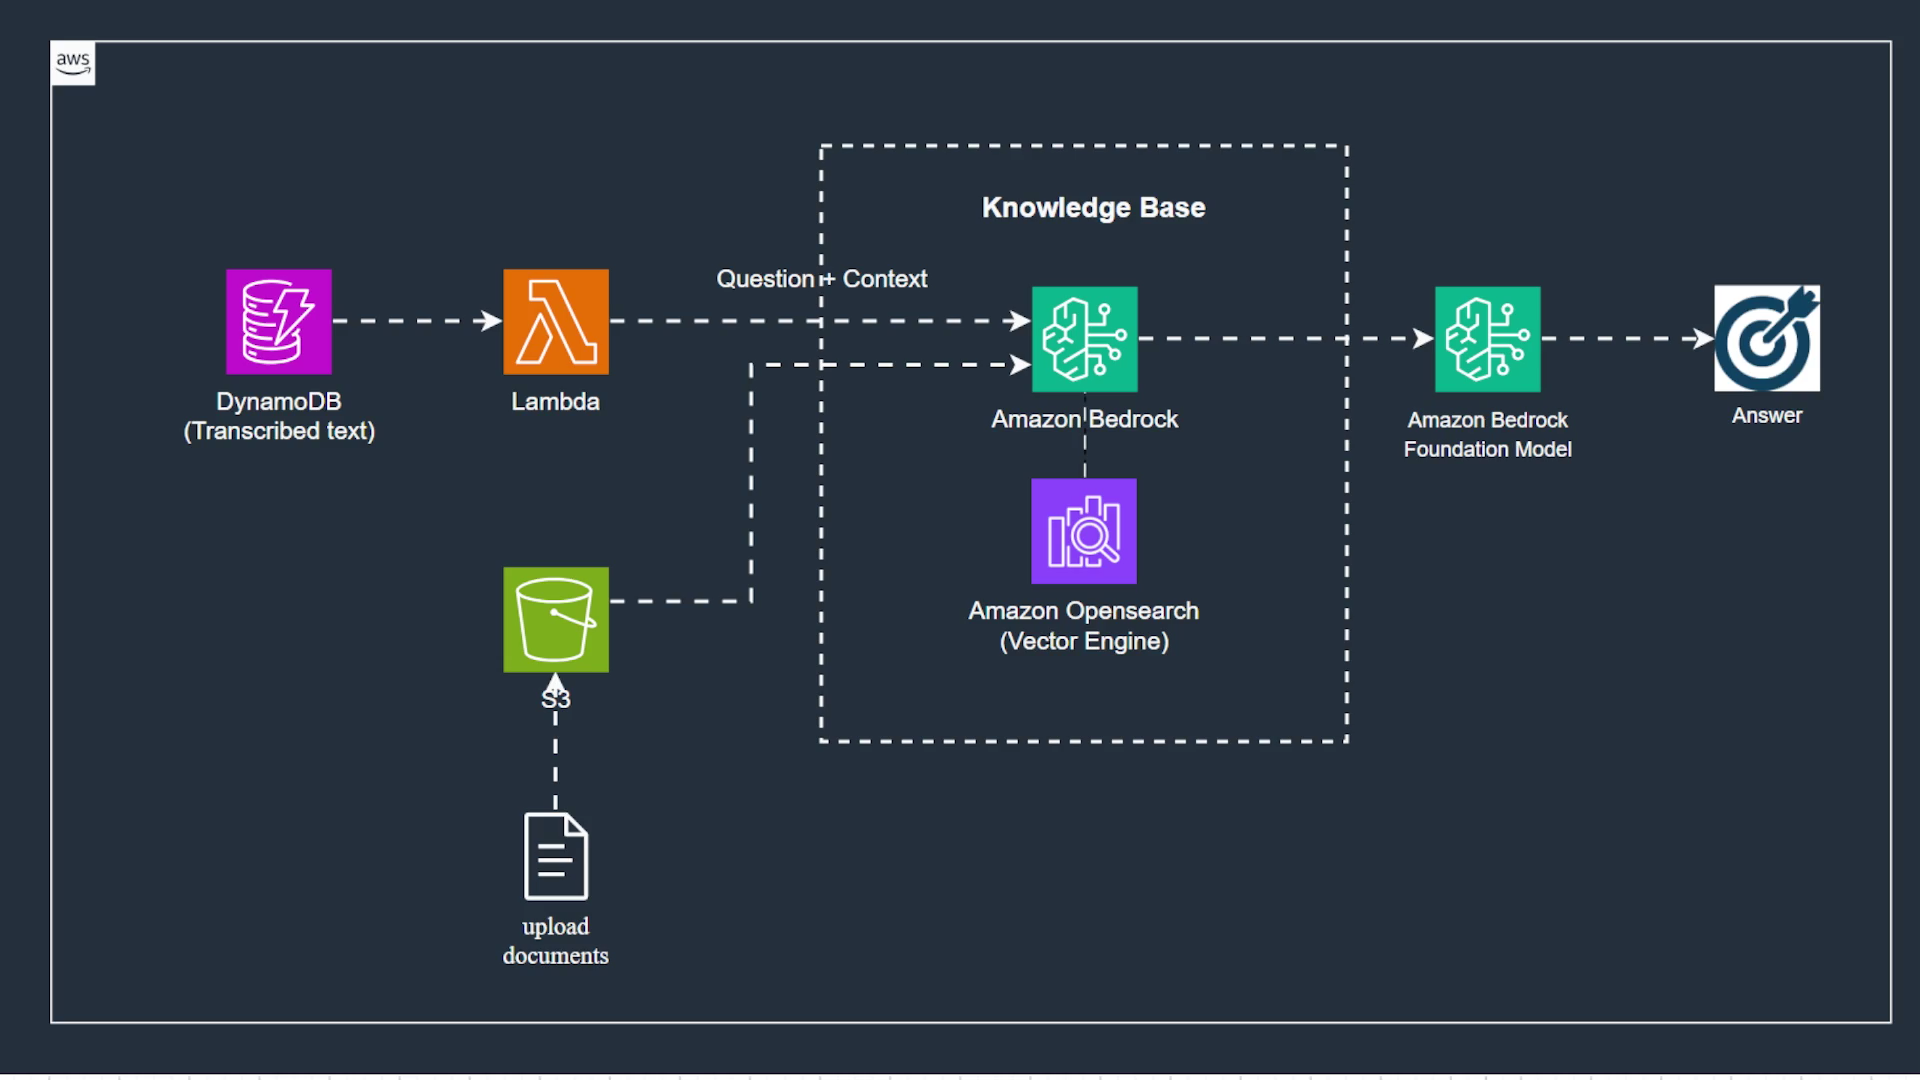 aws
Knowledge Base
Question + Context
DynamoDB
(Transcribed text)
Lambda
Amazon Bedrock
Amazon Bedrock
Foundation Model
Answer
Amazon Opensearch
(Vector Engine)
S3
upload
documents